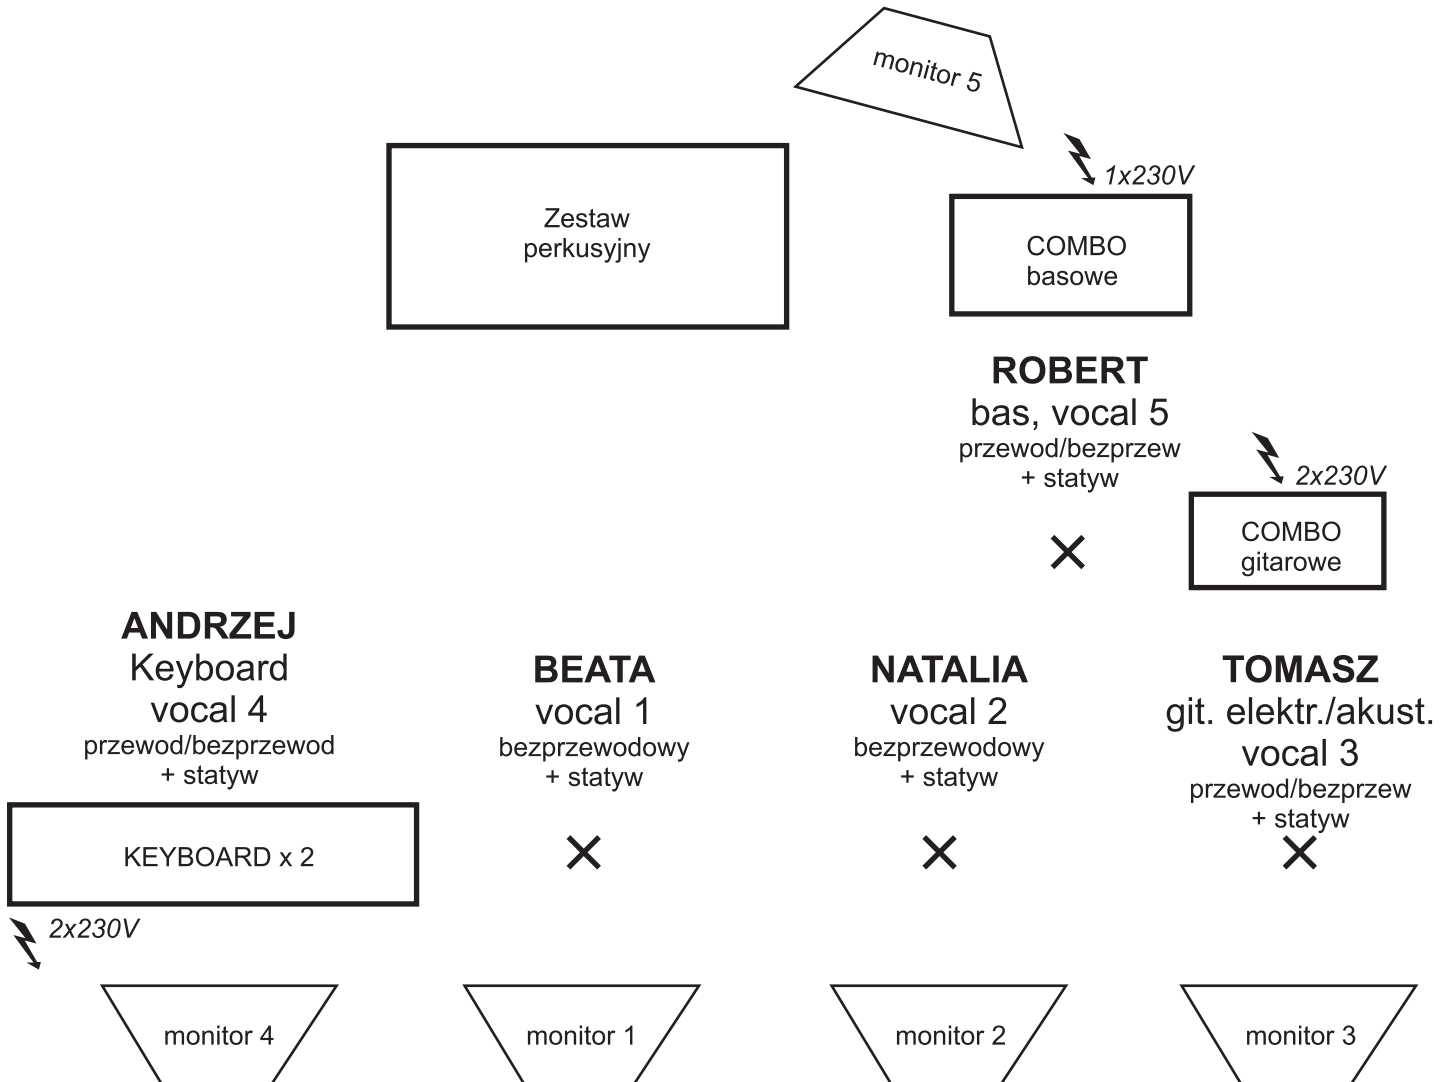 monitor 5
1x230V
Zestaw
perkusyjny
COMBO
basowe
ROBERT
bas, vocal 5
przewod/bezprzew
+ statyw
2x230V
COMBO
gitarowe
ANDRZEJ
Keyboard
vocal 4
przewod/bezprzewod
+ statyw
KEYBOARD x 2
2x230V
BEATA
vocal 1
bezprzewodowy
+ statyw
NATALIA
vocal 2
bezprzewodowy
+ statyw
TOMASZ
git. elektr./akust.
vocal 3
przewod/bezprzew
+ statyw
monitor 4
monitor 1
monitor 2
monitor 3